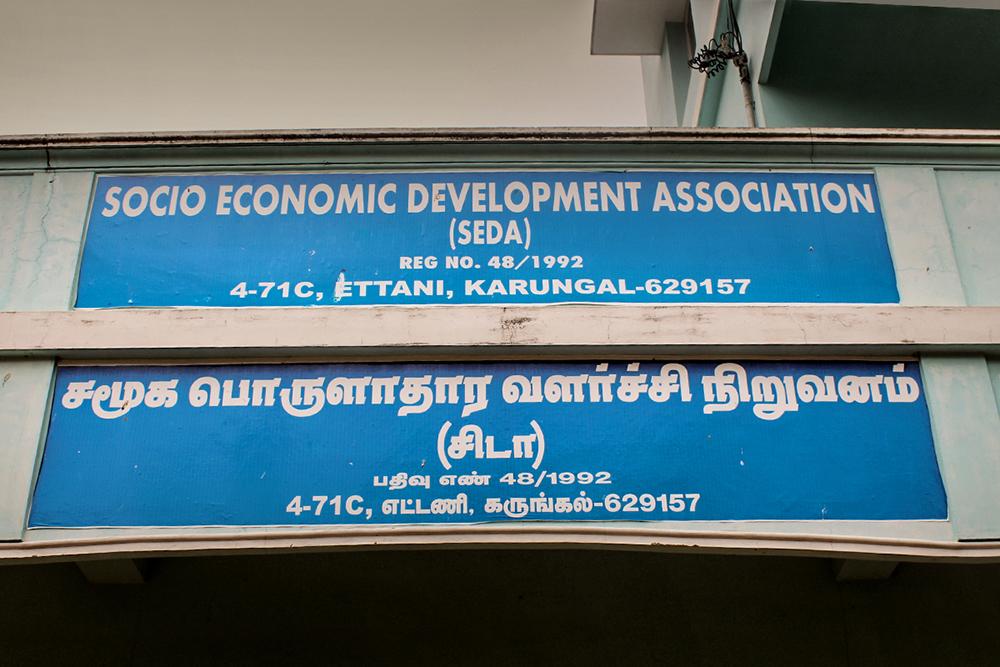 SOCIO ECONOMIC DEVELOPMENT ASSOCIATION
(SEDA)
REG NO. 48/1992
4-71C, ETTANI, KARUNGAL-629157
சமூக பொருளாதார வளர்ச்சி நிறுவனம்
(சிடா)
பதிவு எண் 48/1992
4-71C, எட்டணி, கருங்கல்-629157